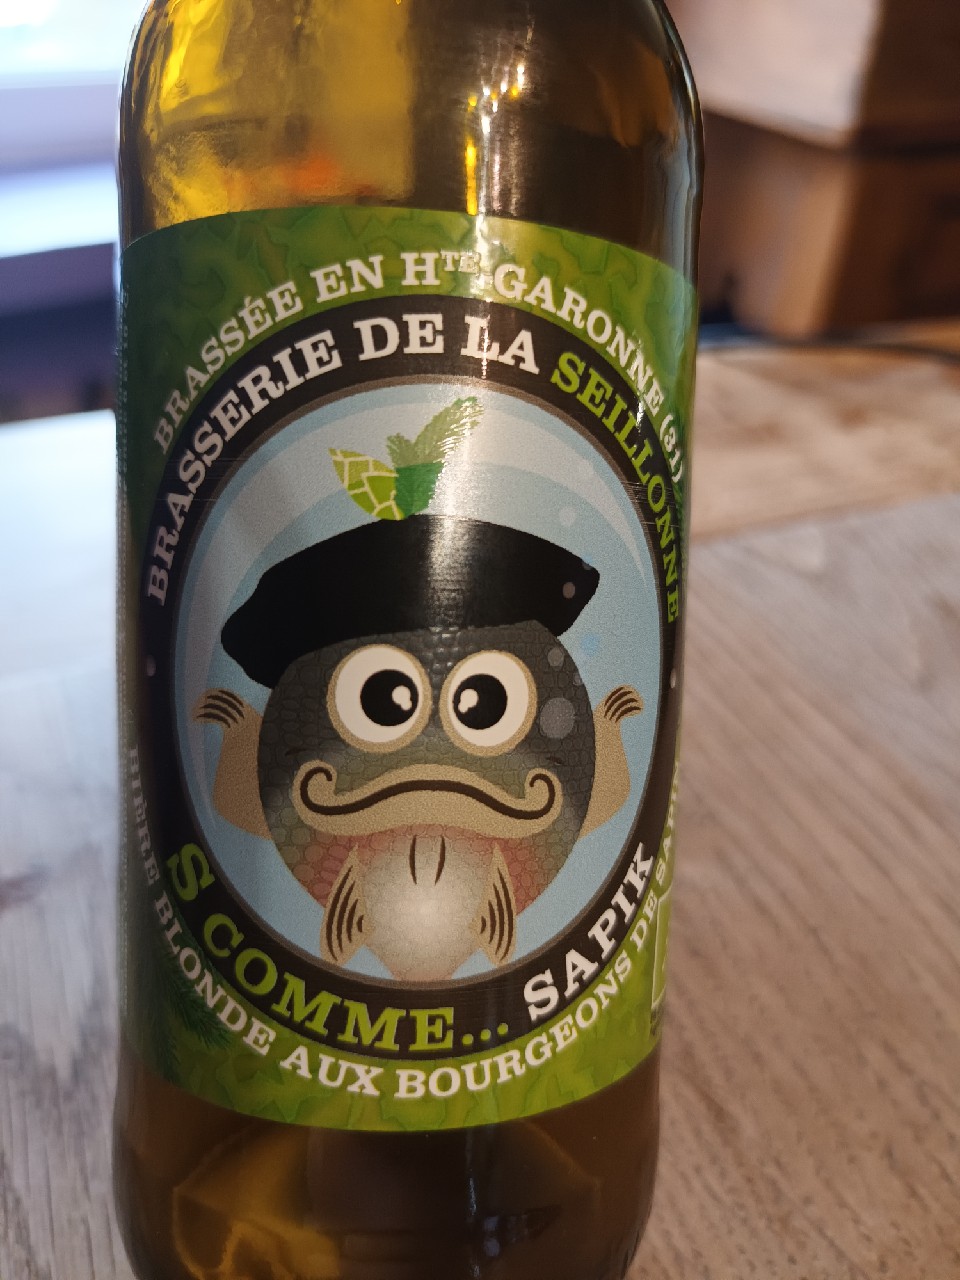 BRASSÉE EN HTE GARONNE (31)
BRASSERIE DE LA SEILLONNE
S COMME... SAPIK
BIÈRE BLONDE AUX BOURGEONS DE